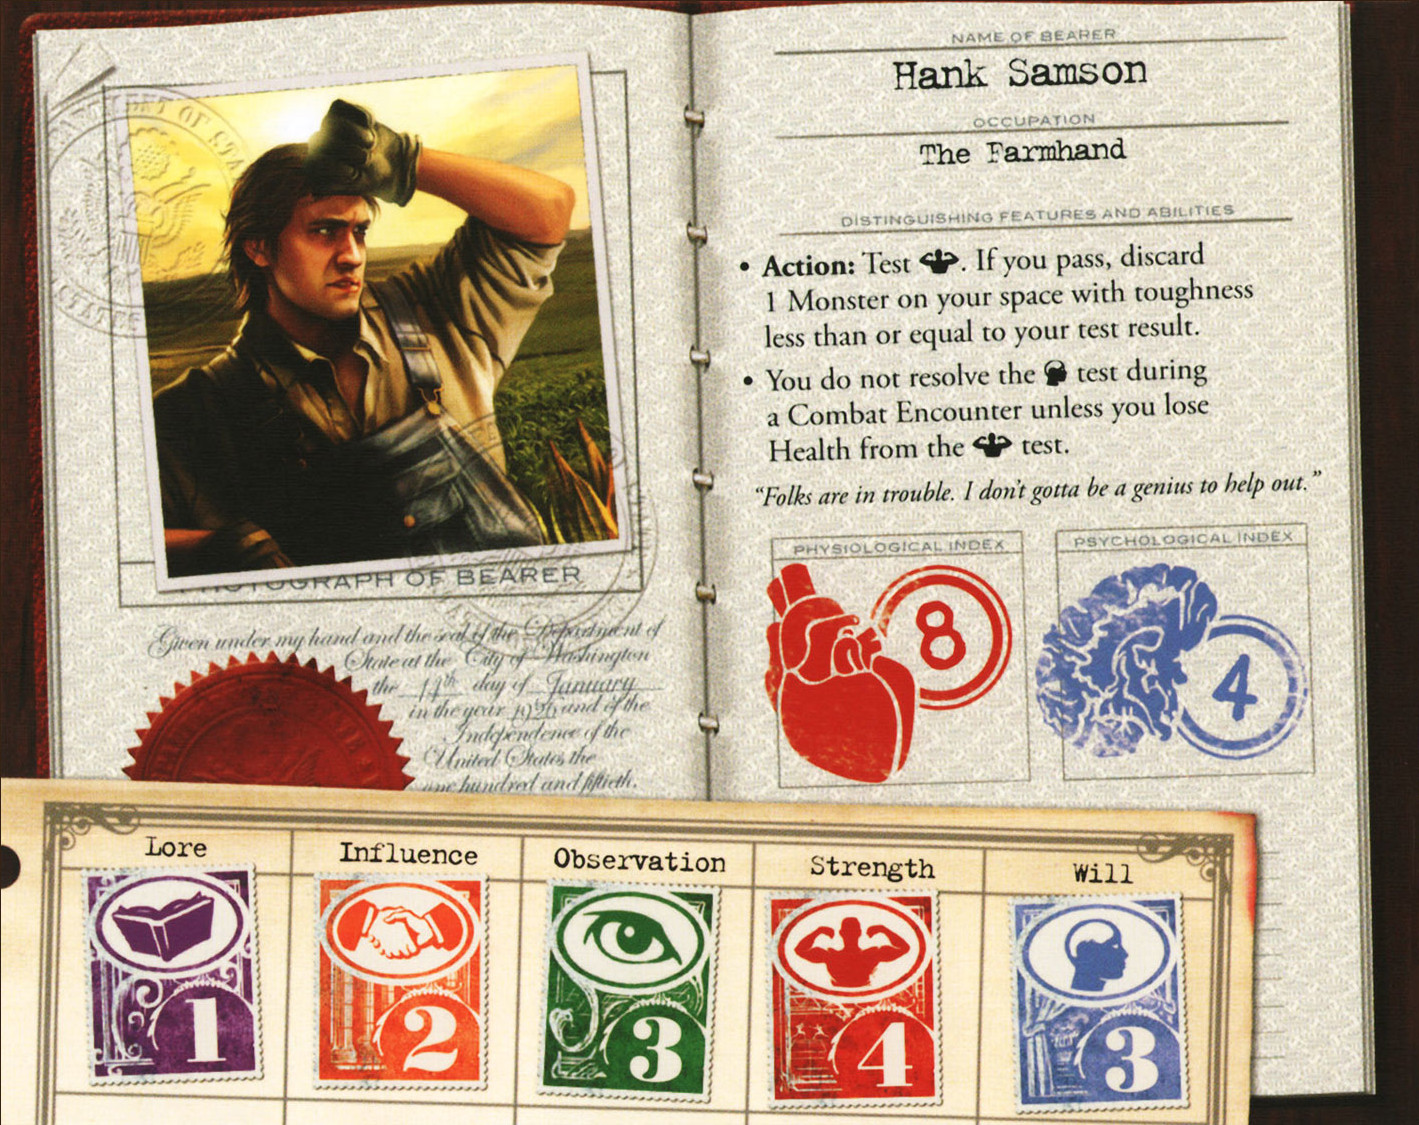 NAME OF BEARER
Hank Samson
OCCUPATION
The Farmhand
DISTINGUISHING FEATURES AND ABILITIES
• Action: Test . If you pass, discard
1 Monster on your space with toughness
less than or equal to your test result.
• You do not resolve the test during
a Combat Encounter unless you lose
Health from the test.
“Folks are in trouble. I don't gotta be a genius to help out.”
PHYSIOLOGICAL INDEX
PSYCHOLOGICAL INDEX
8
4
PHOTOGRAPH OF BEARER
Given under my hand and the seal of the Department of
State at the City of Washington
the 14th day of January
in the year 1926 and of the
Independence of the
United States the
one hundred and fiftieth.
Lore
Influence
Observation
Strength
Will
1
2
3
4
3